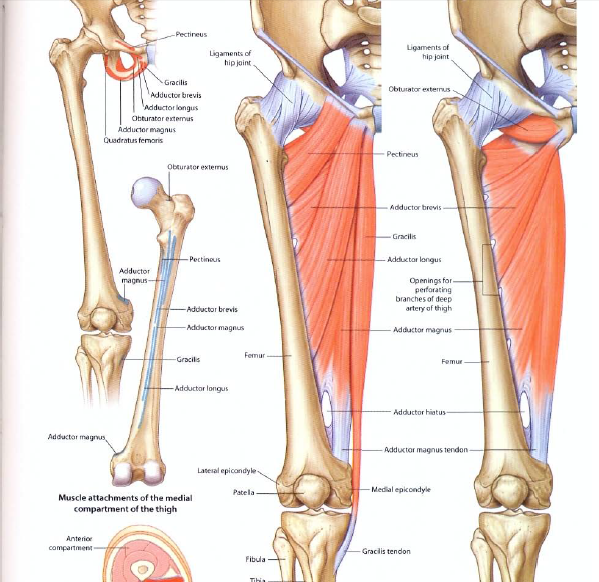 Pectineus
Gracilis
Adductor brevis
Adductor longus
Obturator externus
Adductor magnus
Quadratus femoris
Obturator externus
Pectineus
Adductor
magnus
Adductor brevis
Adductor magnus
Gracilis
Adductor longus
Adductor magnus
Muscle attachments of the medial
compartment of the thigh
Anterior
compartment
Ligaments of
hip joint
Pectineus
Adductor brevis
Gracilis
Adductor longus
Openings for
perforating
branches of deep
artery of thigh
Adductor magnus
Femur
Adductor hiatus
Adductor magnus tendon
Lateral epicondyle
Patella
Medial epicondyle
Gracilis tendon
Fibula
Tibia
Ligaments of
hip joint
Obturator externus
Femur